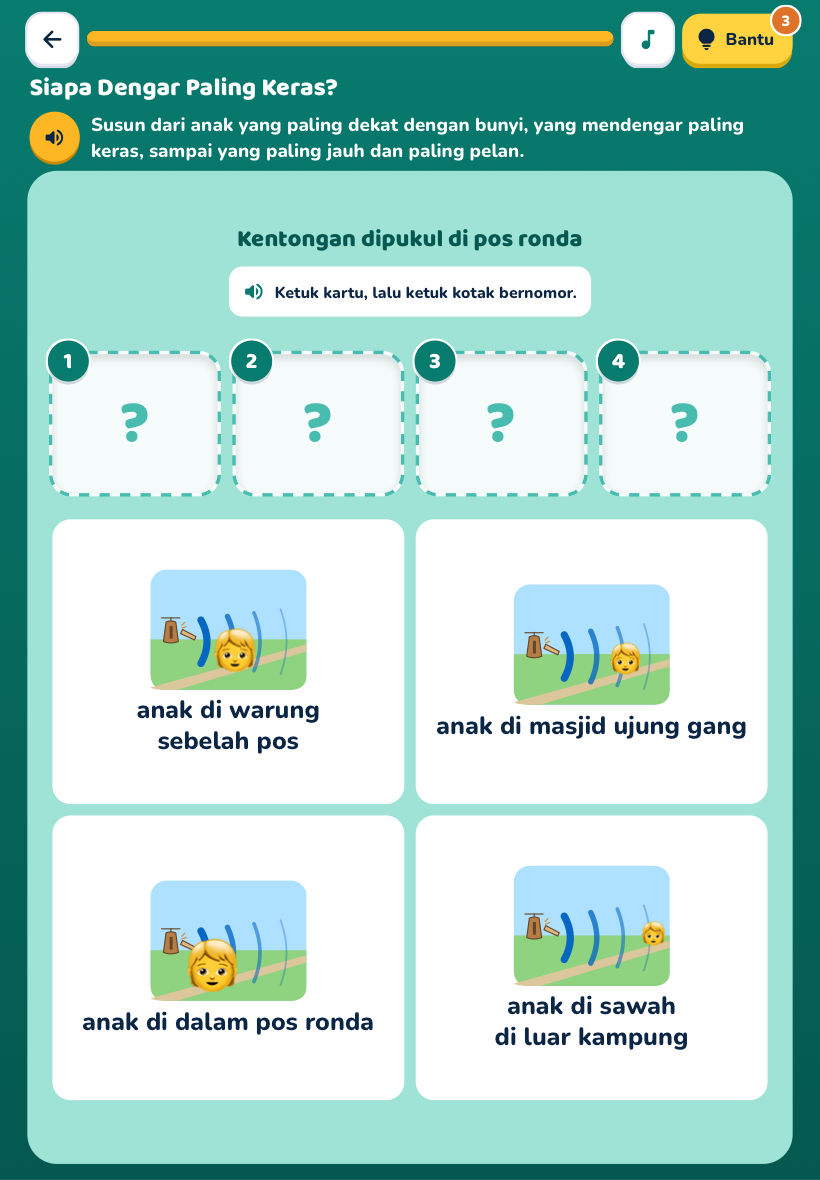 3
Bantu
Siapa Dengar Paling Keras?
Susun dari anak yang paling dekat dengan bunyi, yang mendengar paling
keras, sampai yang paling jauh dan paling pelan.
Kentongan dipukul di pos ronda
Ketuk kartu, lalu ketuk kotak bernomor.
1 2 3 4
? ? ? ?
anak di warung
sebelah pos
anak di masjid ujung gang
anak di dalam pos ronda
anak di sawah
di luar kampung